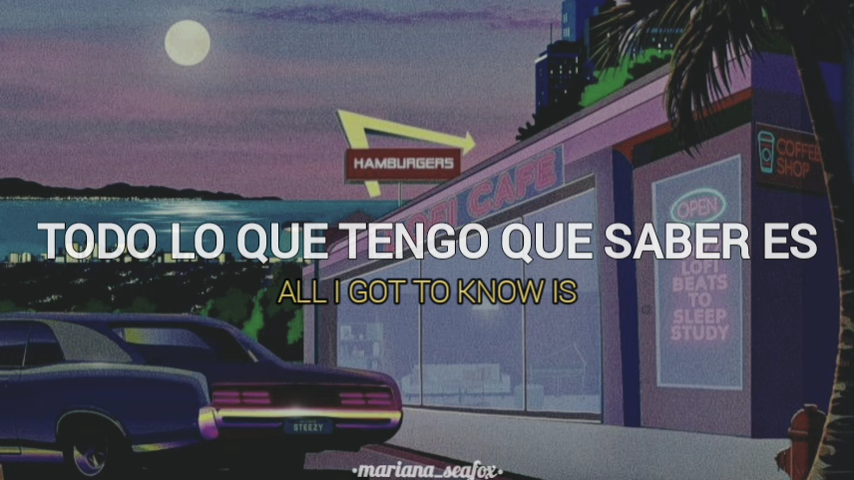 HAMBURGERS
LOFI CAFE
COFFEE
SHOP
OPEN
TODO LO QUE TENGO QUE SABER ES
ALL I GOT TO KNOW IS
LOFI
BEATS
TO
SLEEP
STUDY
STEEZY
•mariana_seafox•